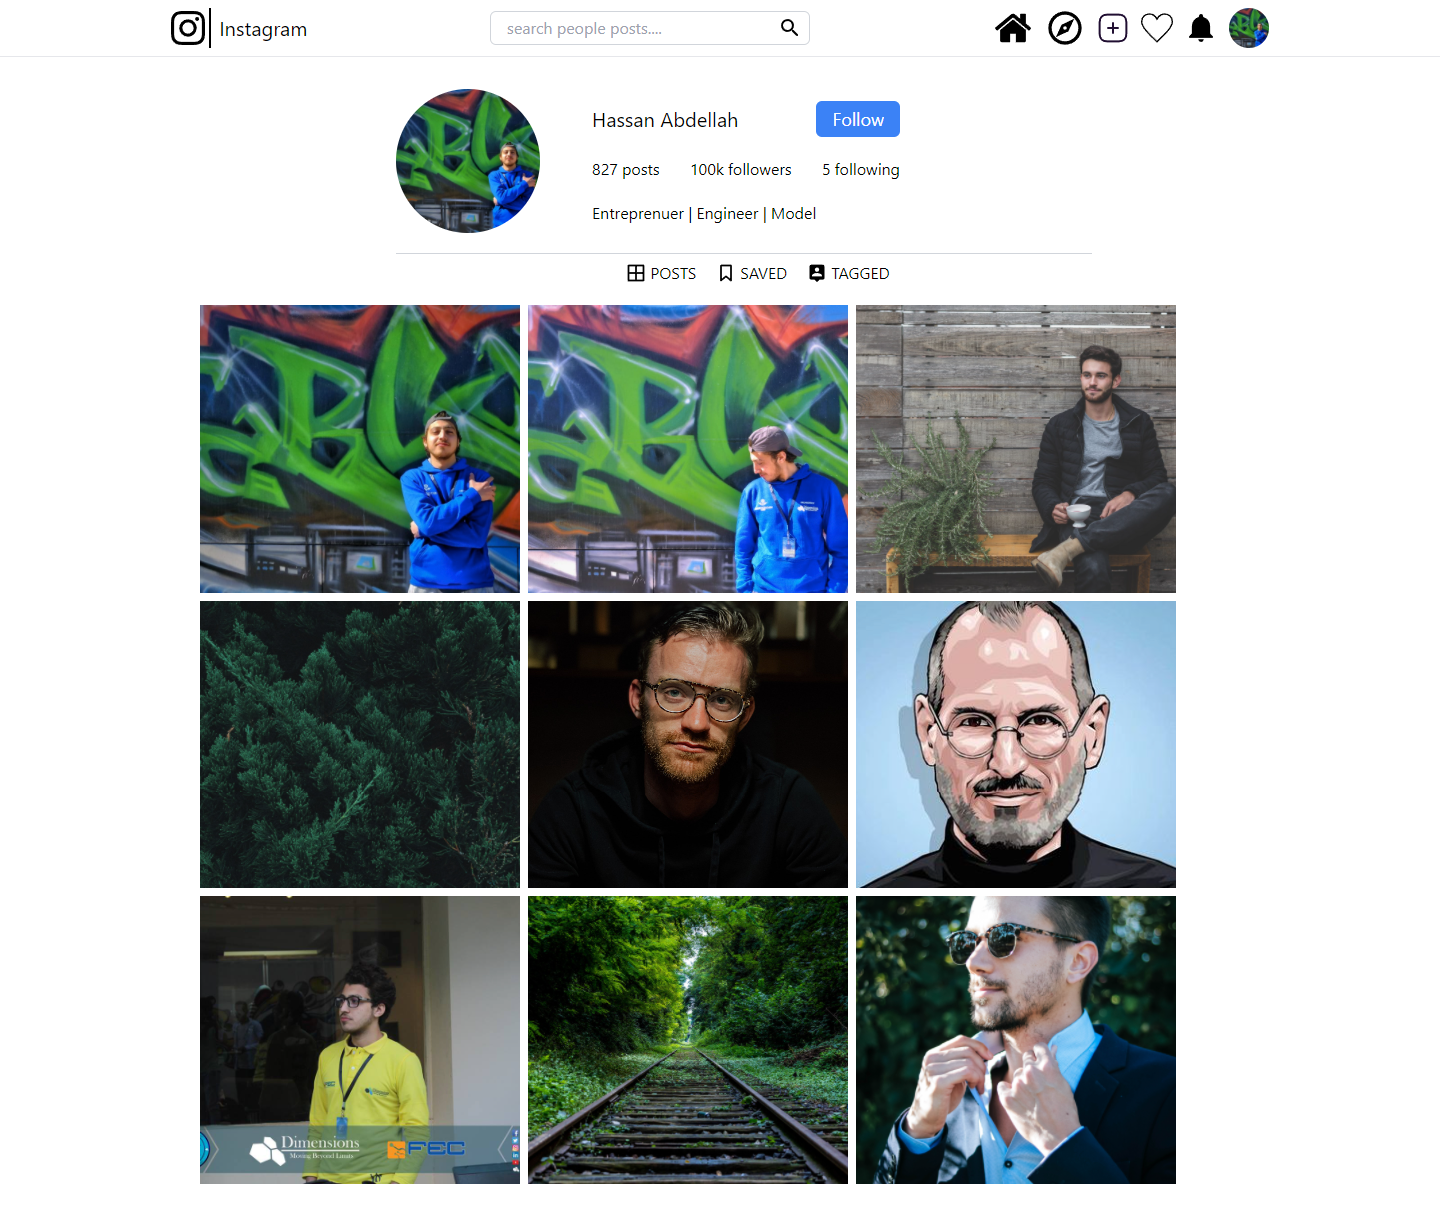 Instagram
search people posts....
Hassan Abdellah
Follow
827 posts 100k followers 5 following
Entreprenuer | Engineer | Model
POSTS SAVED TAGGED
Dimensions
Moving Beyond Limits
FEC